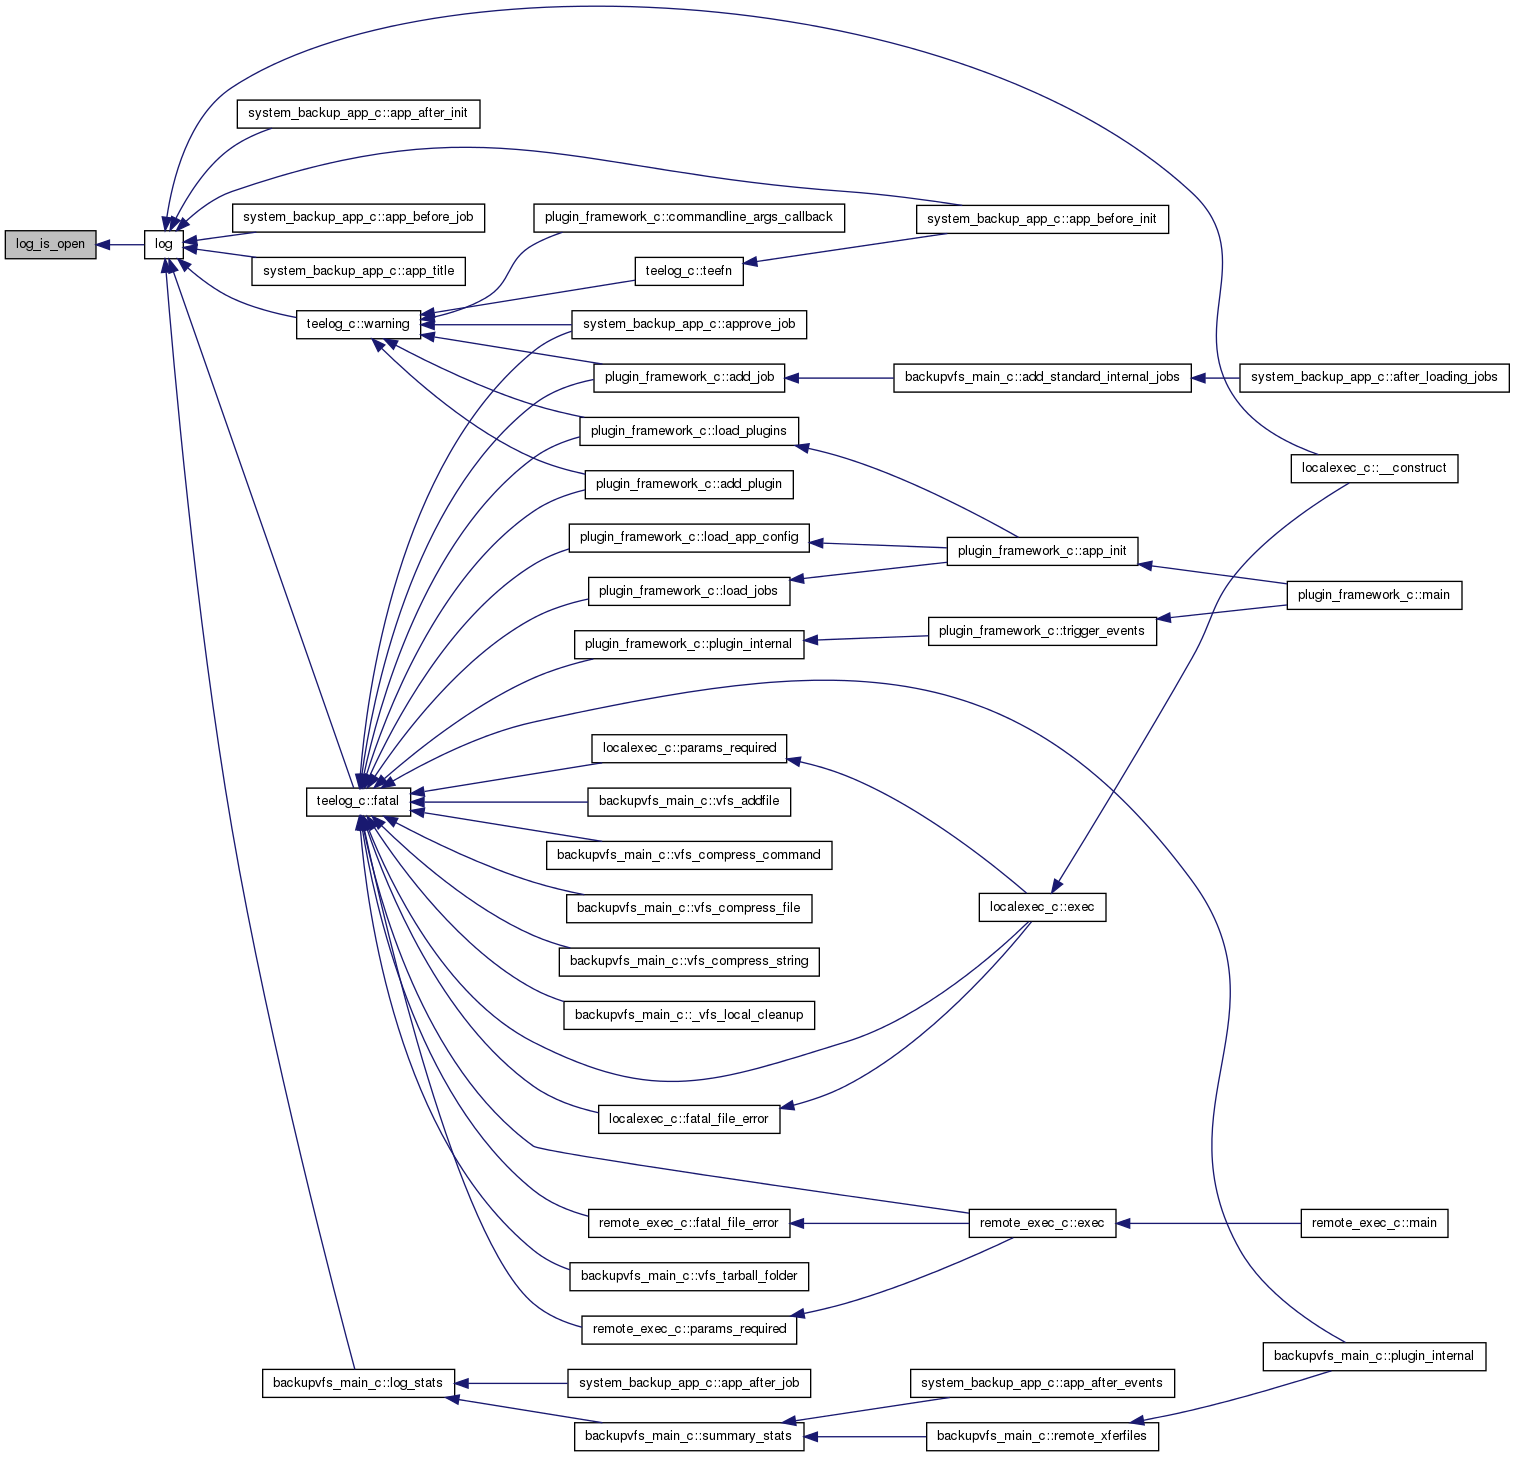 system_backup_app_c::app_after_init
system_backup_app_c::app_before_job
plugin_framework_c::commandline_args_callback
system_backup_app_c::app_before_init
log_is_open
log
system_backup_app_c::app_title
teelog_c::teefn
teelog_c::warning
system_backup_app_c::approve_job
plugin_framework_c::add_job
backupvfs_main_c::add_standard_internal_jobs
system_backup_app_c::after_loading_jobs
plugin_framework_c::load_plugins
localexec_c::__construct
plugin_framework_c::add_plugin
plugin_framework_c::load_app_config
plugin_framework_c::app_init
plugin_framework_c::load_jobs
plugin_framework_c::main
plugin_framework_c::plugin_internal
plugin_framework_c::trigger_events
localexec_c::params_required
teelog_c::fatal
backupvfs_main_c::vfs_addfile
backupvfs_main_c::vfs_compress_command
backupvfs_main_c::vfs_compress_file
localexec_c::exec
backupvfs_main_c::vfs_compress_string
backupvfs_main_c::_vfs_local_cleanup
localexec_c::fatal_file_error
remote_exec_c::fatal_file_error
remote_exec_c::exec
remote_exec_c::main
backupvfs_main_c::vfs_tarball_folder
remote_exec_c::params_required
backupvfs_main_c::plugin_internal
backupvfs_main_c::log_stats
system_backup_app_c::app_after_job
system_backup_app_c::app_after_events
backupvfs_main_c::summary_stats
backupvfs_main_c::remote_xferfiles